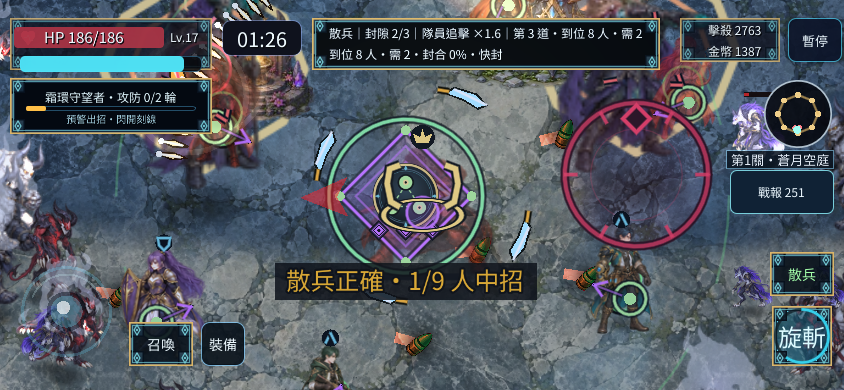 HP 186/186
Lv.17
01:26
散兵｜封隙 2/3｜隊員追擊 ×1.6｜第 3 道・到位 8 人・需 2
到位 8 人・需 2・封合 0%・快封
擊殺 2763
金幣 1387
暫停
霜環守望者・攻防 0/2 輪
預警出招・閃開刻線
第1關・蒼月空庭
戰報 251
散兵正確・1/9 人中招
散兵
召喚
裝備
旋斬